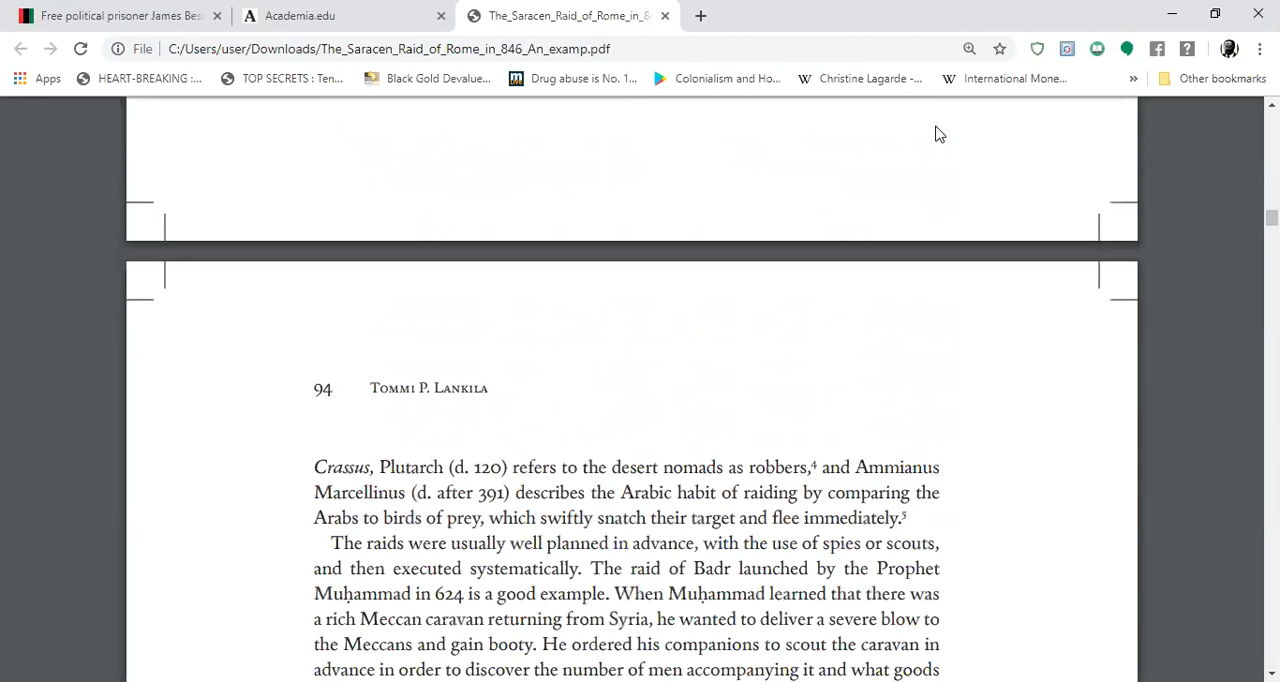 Free political prisoner James Bes
Academia.edu
The_Saracen_Raid_of_Rome_in_8
File
C:/Users/user/Downloads/The_Saracen_Raid_of_Rome_in_846_An_examp.pdf
Apps
HEART-BREAKING :...
TOP SECRETS : Ten...
Black Gold Devalue...
Drug abuse is No. 1...
Colonialism and Ho...
Christine Lagarde -...
International Mone...
»
Other bookmarks
94 Tommi P. Lankila
Crassus, Plutarch (d. 120) refers to the desert nomads as robbers,⁴ and Ammianus
Marcellinus (d. after 391) describes the Arabic habit of raiding by comparing the
Arabs to birds of prey, which swiftly snatch their target and flee immediately.⁵
The raids were usually well planned in advance, with the use of spies or scouts,
and then executed systematically. The raid of Badr launched by the Prophet
Muḥammad in 624 is a good example. When Muḥammad learned that there was
a rich Meccan caravan returning from Syria, he wanted to deliver a severe blow to
the Meccans and gain booty. He ordered his companions to scout the caravan in
advance in order to discover the number of men accompanying it and what goods